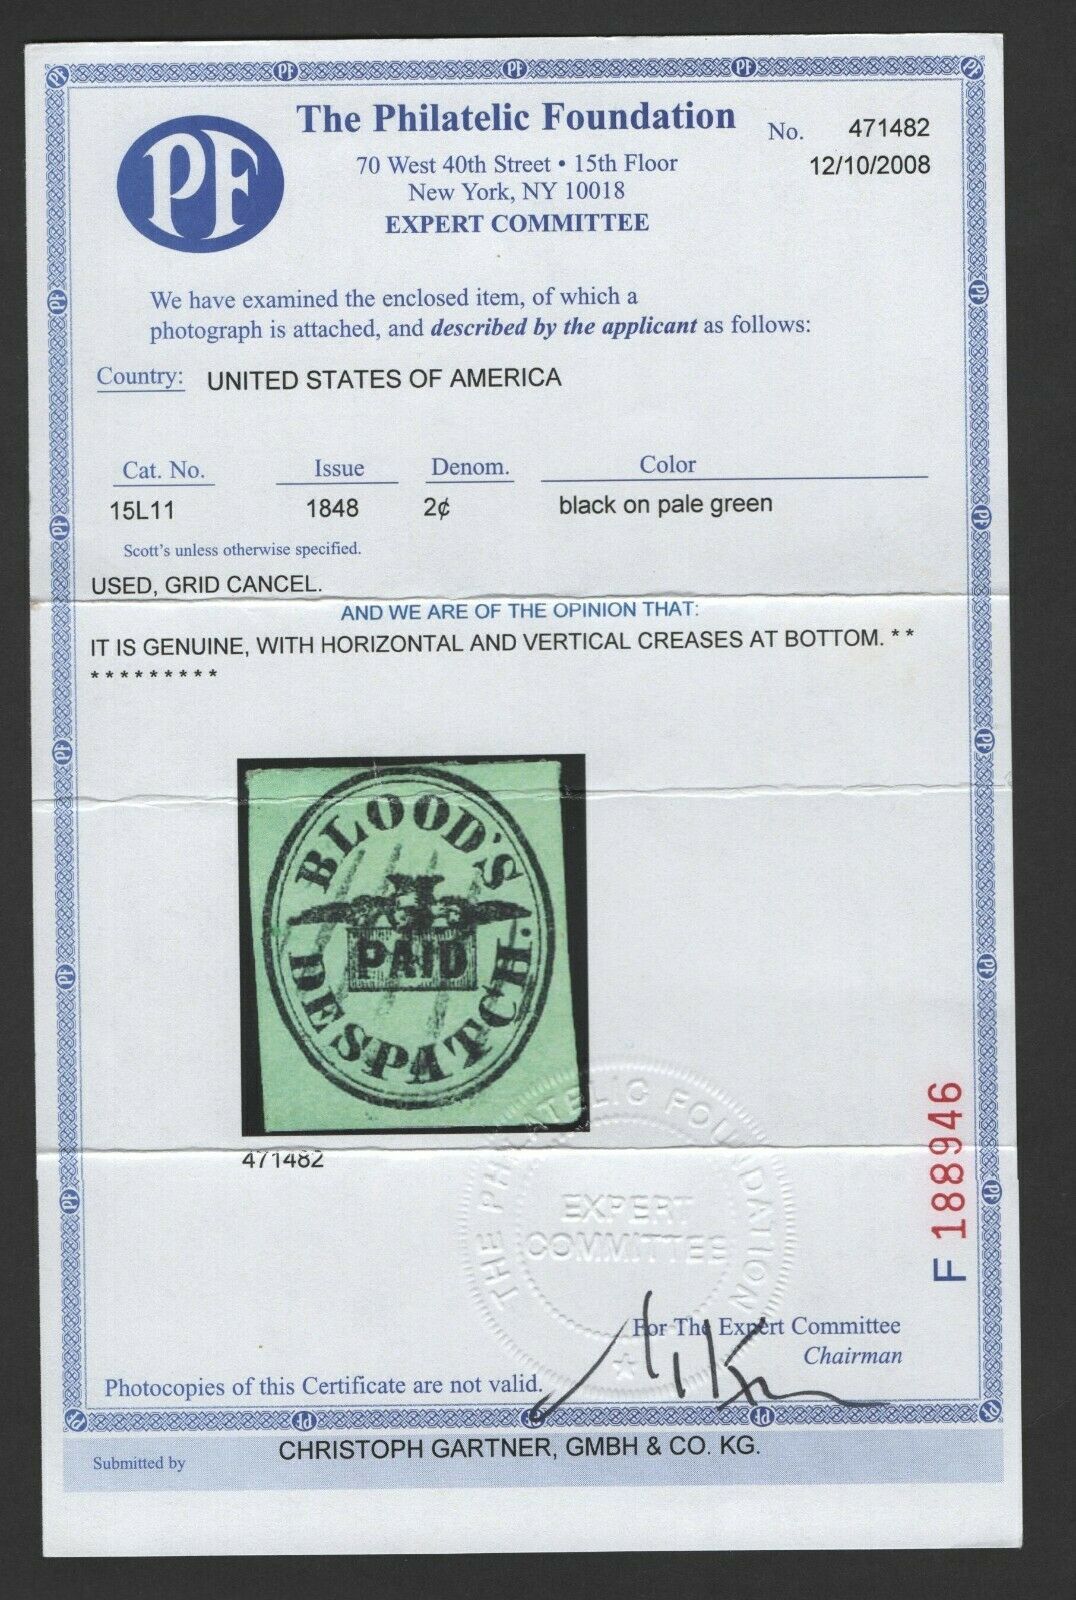 PF
The Philatelic Foundation
No. 471482
70 West 40th Street • 15th Floor
12/10/2008
New York, NY 10018
EXPERT COMMITTEE
We have examined the enclosed item, of which a
photograph is attached, and described by the applicant as follows:
Country: UNITED STATES OF AMERICA
Cat. No. Issue Denom. Color
15L11 1848 2¢ black on pale green
Scott's unless otherwise specified.
USED, GRID CANCEL.
AND WE ARE OF THE OPINION THAT:
IT IS GENUINE, WITH HORIZONTAL AND VERTICAL CREASES AT BOTTOM. * *
* * * * * * * * *
BLOOD'S
PAID
DESPATCH.
471482
THE PHILATELIC FOUNDATION
EXPERT
COMMITTEE
F 188946
For The Expert Committee
Chairman
Photocopies of this Certificate are not valid.
Submitted by CHRISTOPH GARTNER, GMBH & CO. KG.